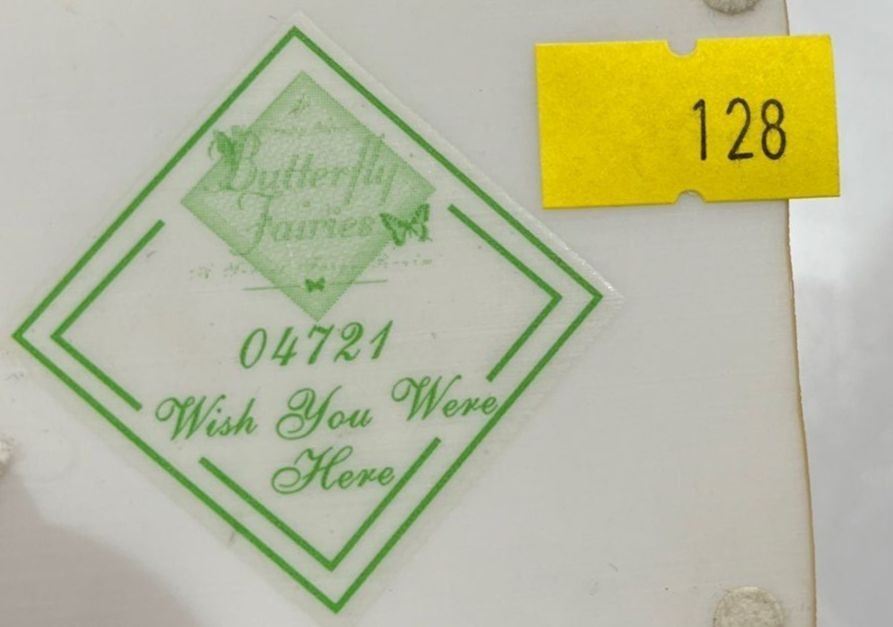 Butterfly
Fairies
04721
Wish You Were
Here
128